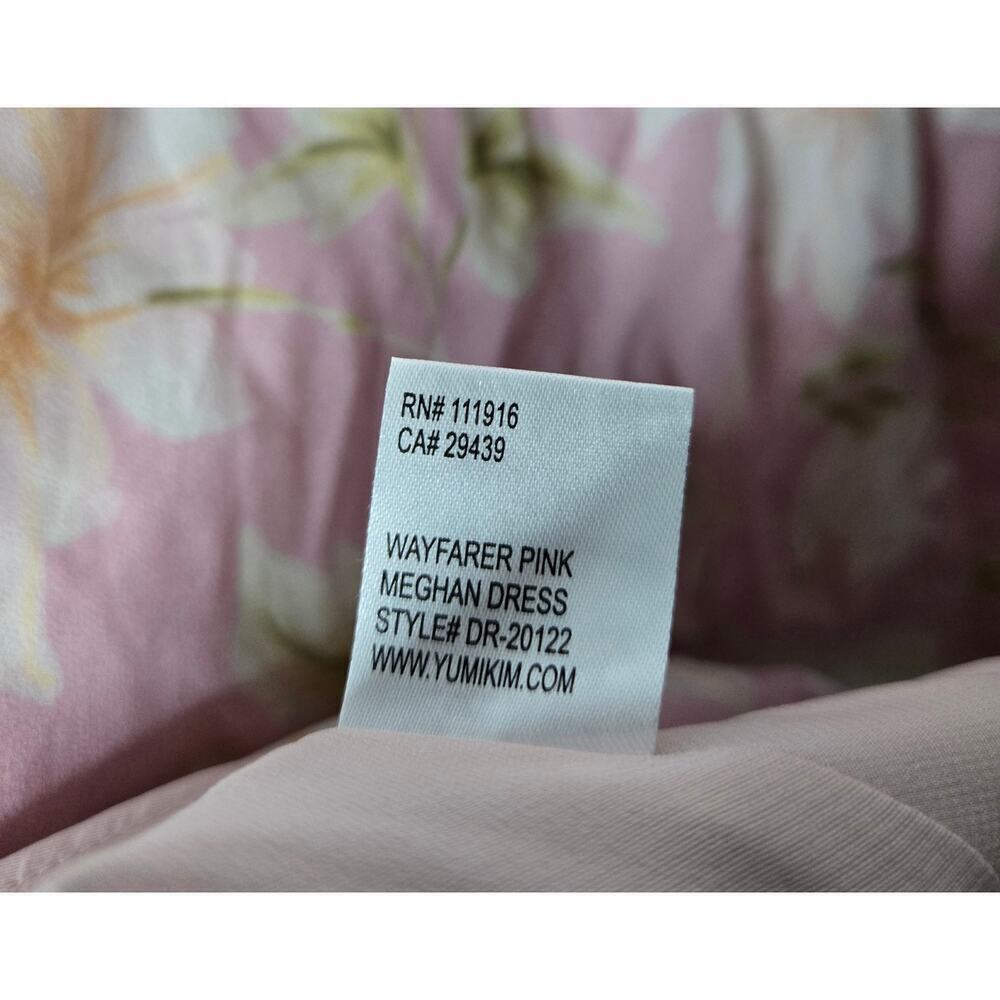 RN# 111916
CA# 29439
WAYFARER PINK
MEGHAN DRESS
STYLE# DR-20122
WWW.YUMIKIM.COM